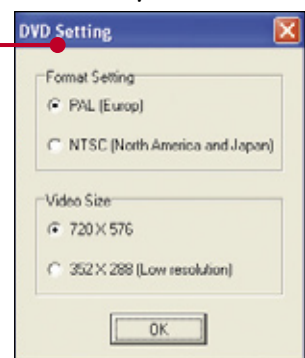 DVD Setting
Format Setting
PAL (Europ)
NTSC (North America and Japan)
Video Size
720 X 576
352 X 288 (Low resolution)
OK